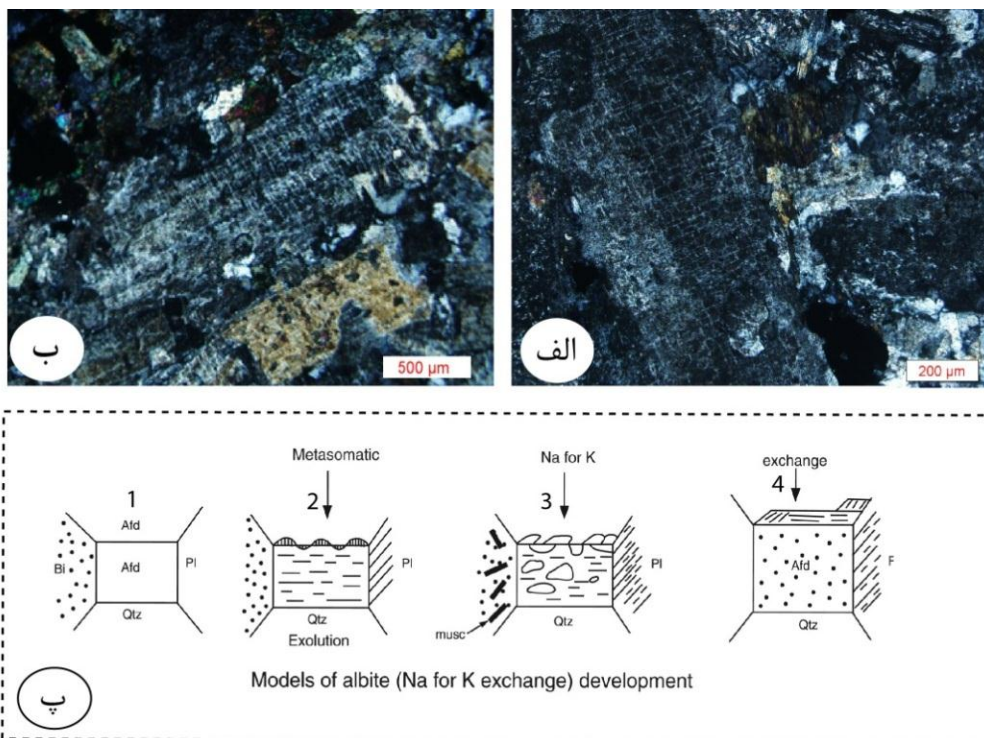 ب
500 µm
الف
200 µm
Metasomatic
Na for K
exchange
1
2
3
4
Afd
Bi
Afd
Pl
Qtz
Pl
Qtz
Exolution
Pl
Qtz
musc
Afd
F
Qtz
Models of albite (Na for K exchange) development
پ